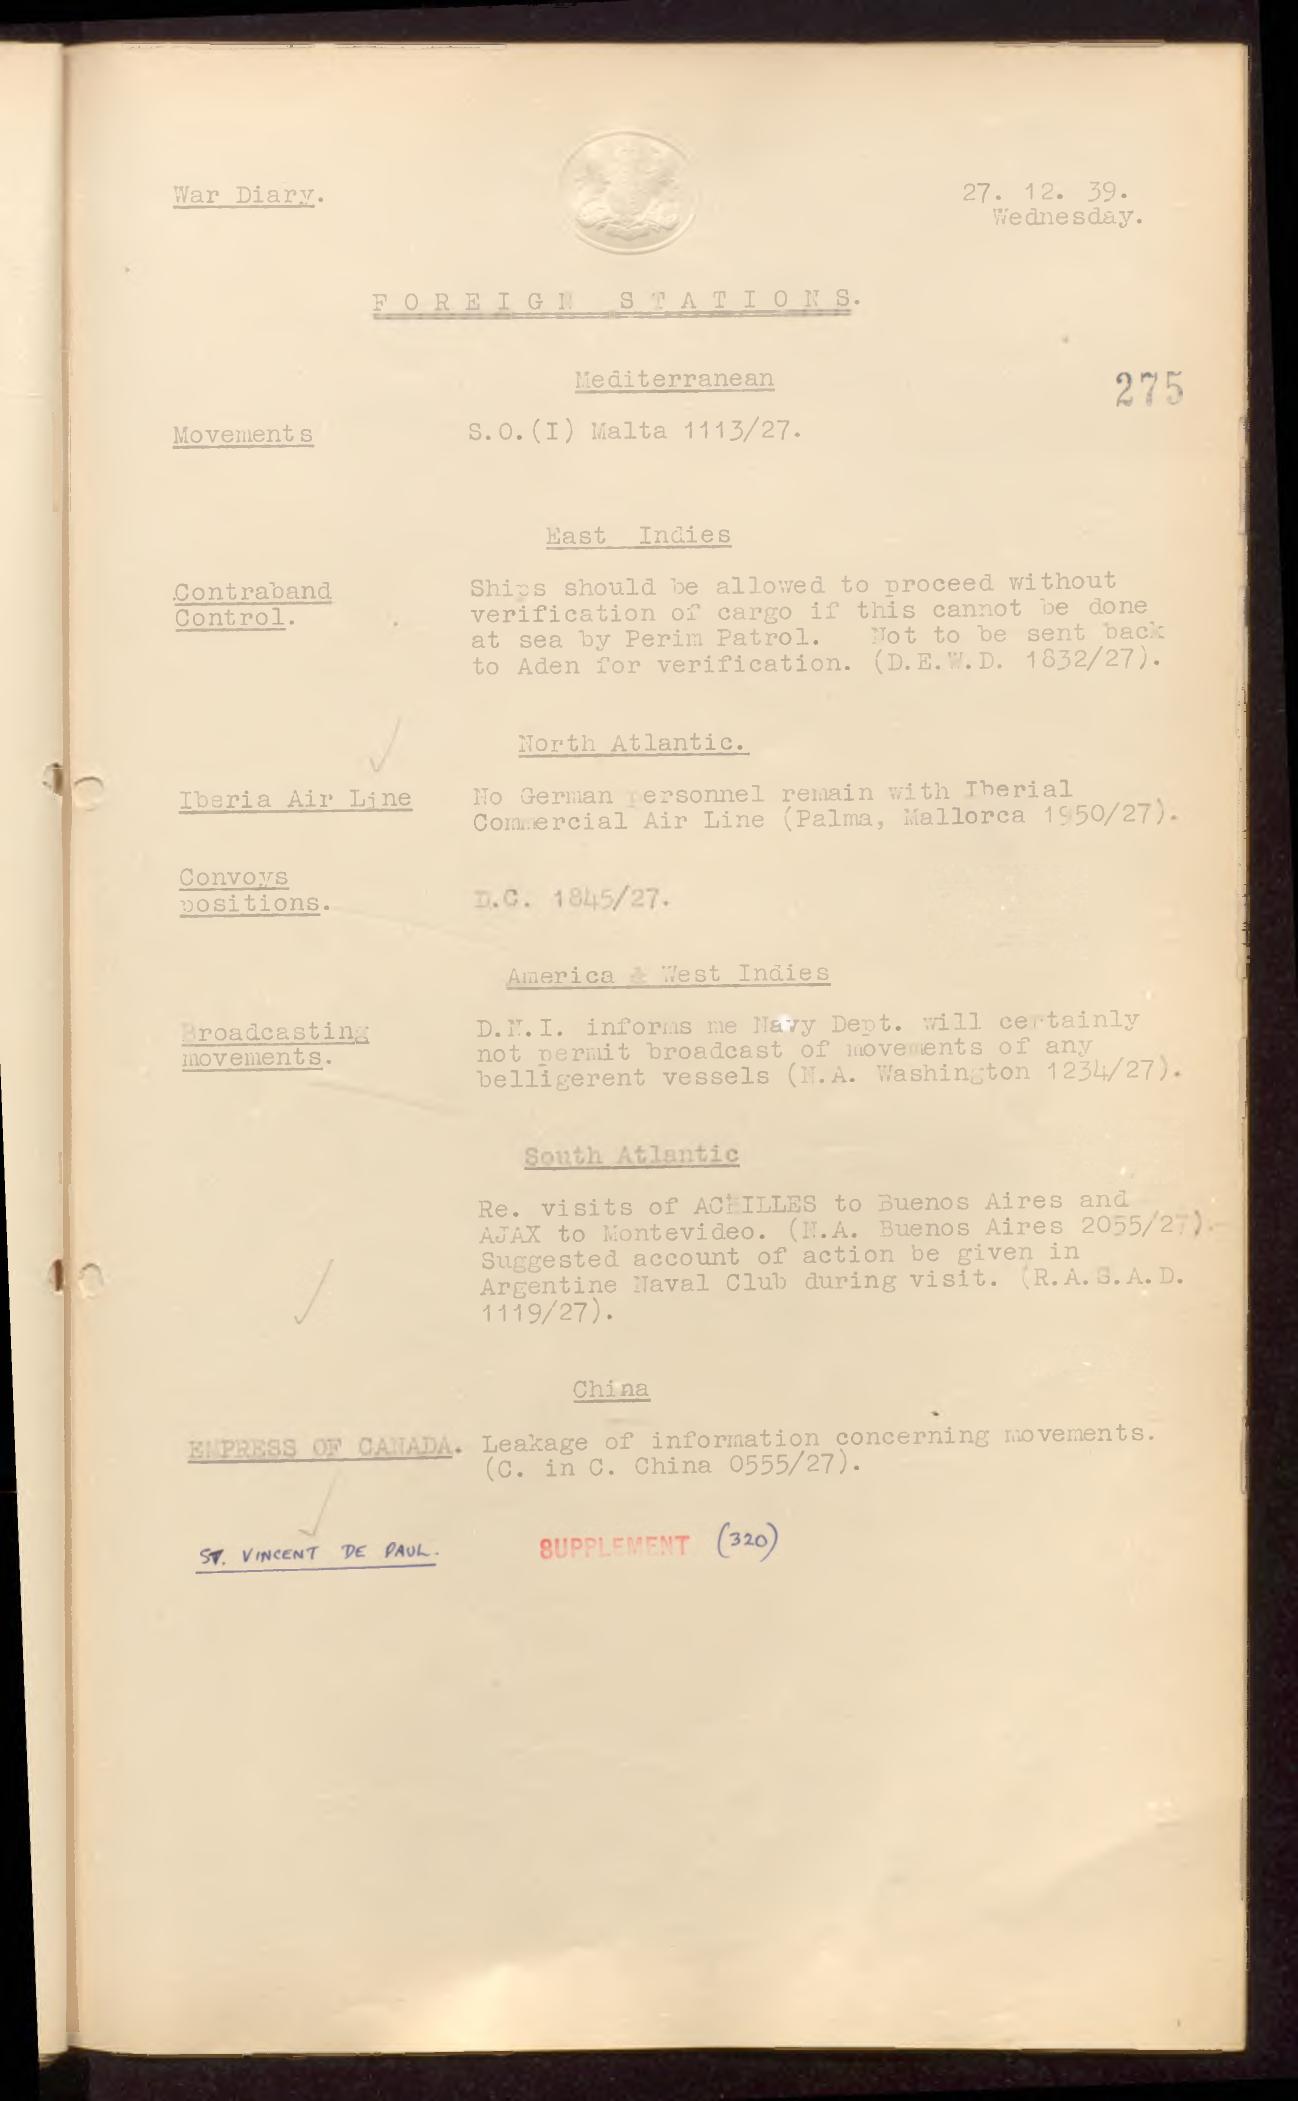 War Diary.
27. 12. 39.
Wednesday.
FOREIGN STATIONS.
Mediterranean
275
Movements
S.O.(I) Malta 1113/27.
East Indies
Contraband
Control.
Ships should be allowed to proceed without
verification of cargo if this cannot be done
at sea by Perim Patrol. Not to be sent back
to Aden for verification. (D.E.W.D. 1832/27).
North Atlantic.
Iberia Air Line
No German personnel remain with Iberial
Commercial Air Line (Palma, Mallorca 1950/27).
Convoys
positions.
D.C. 1845/27.
America & West Indies
Broadcasting
movements.
D.N.I. informs me Navy Dept. will certainly
not permit broadcast of movements of any
belligerent vessels (N.A. Washington 1234/27).
South Atlantic
Re. visits of ACHILLES to Buenos Aires and
AJAX to Montevideo. (N.A. Buenos Aires 2055/27).
Suggested account of action be given in
Argentine Naval Club during visit. (R.A.S.A.D.
1119/27).
China
EMPRESS OF CANADA.
Leakage of information concerning movements.
(C. in C. China 0555/27).
ST. VINCENT DE PAUL.
SUPPLEMENT (320)